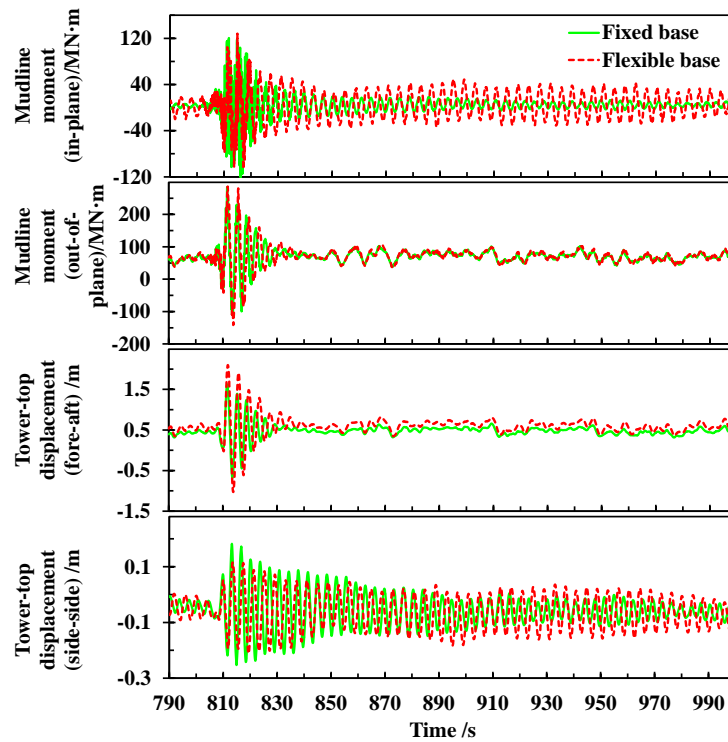 Fixed base
Flexible base
Mudline
moment
(in-plane)/MN·m
120
40
-40
-120
Mudline
moment
(out-of-
plane)/MN·m
200
100
0
-100
-200
Tower-top
displacement
(fore-aft) /m
1.5
0.5
-0.5
-1.5
Tower-top
displacement
(side-side) /m
0.1
-0.1
-0.3
790 810 830 850 870 890 910 930 950 970 990
Time /s